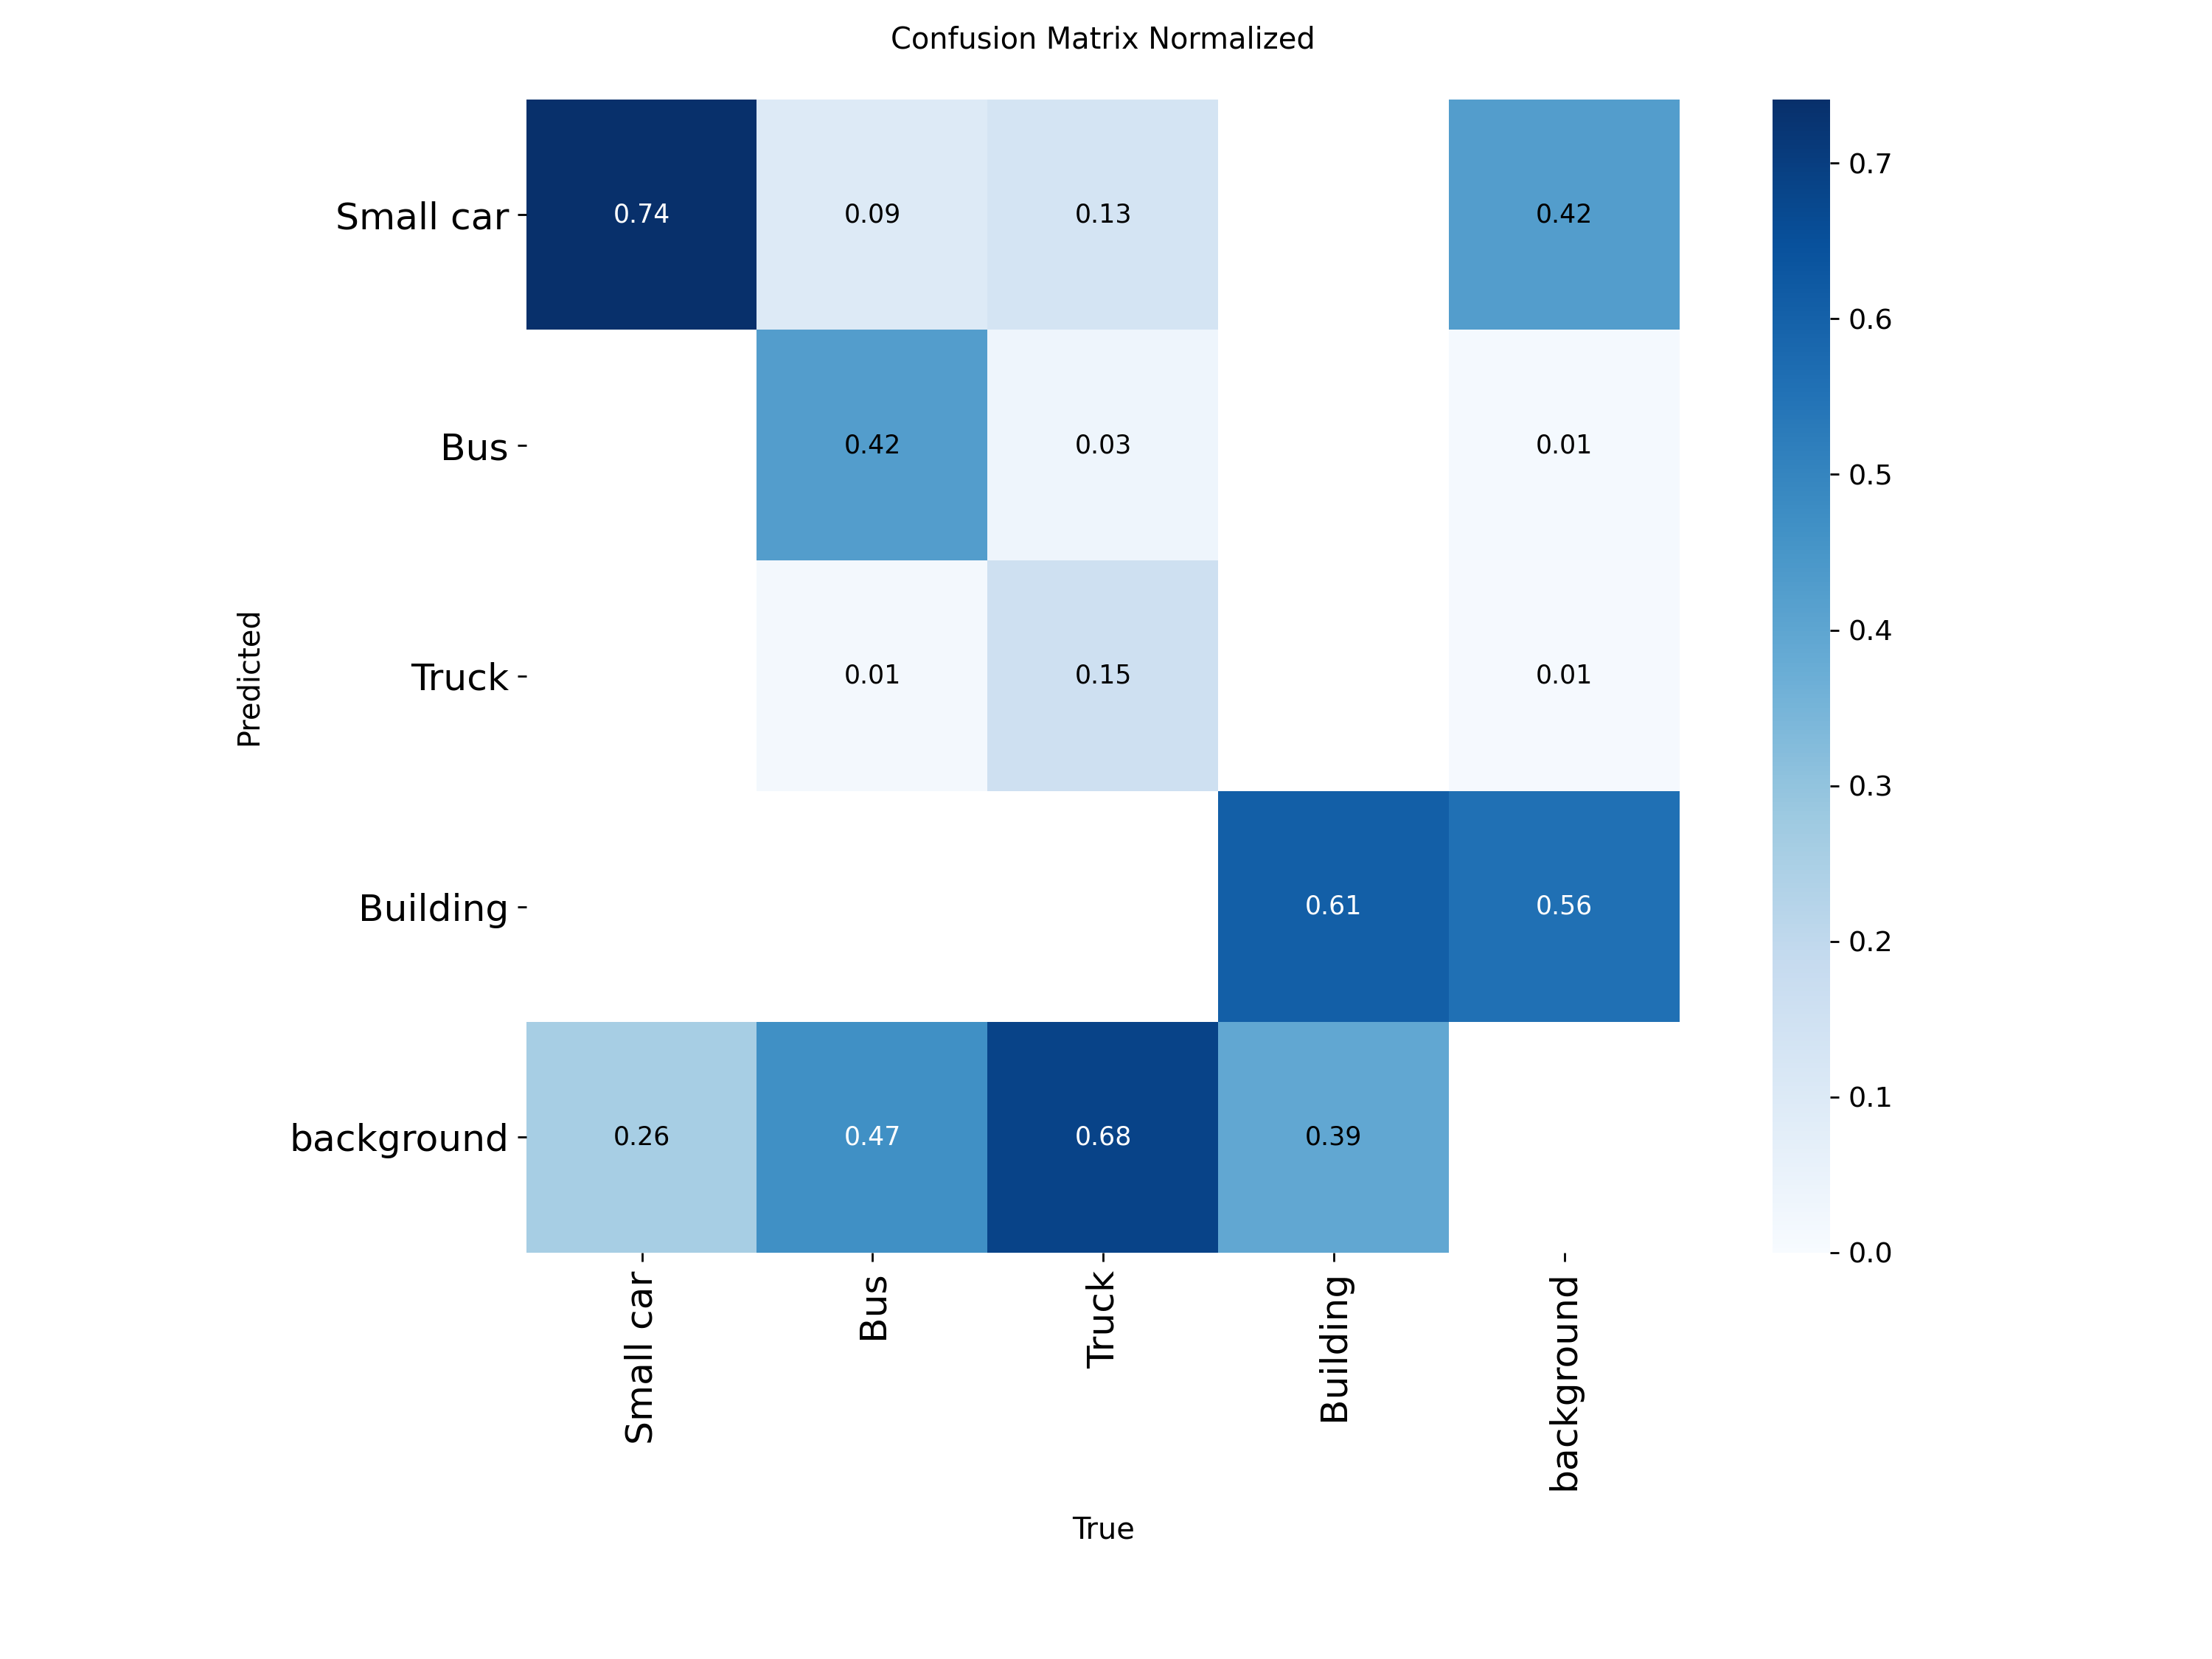 Confusion Matrix Normalized
Small car 0.74 0.09 0.13 0.42
Bus 0.42 0.03 0.01
Truck 0.01 0.15 0.01
Building 0.61 0.56
background 0.26 0.47 0.68 0.39
Predicted
Small car Bus Truck Building background
True
0.7
0.6
0.5
0.4
0.3
0.2
0.1
0.0